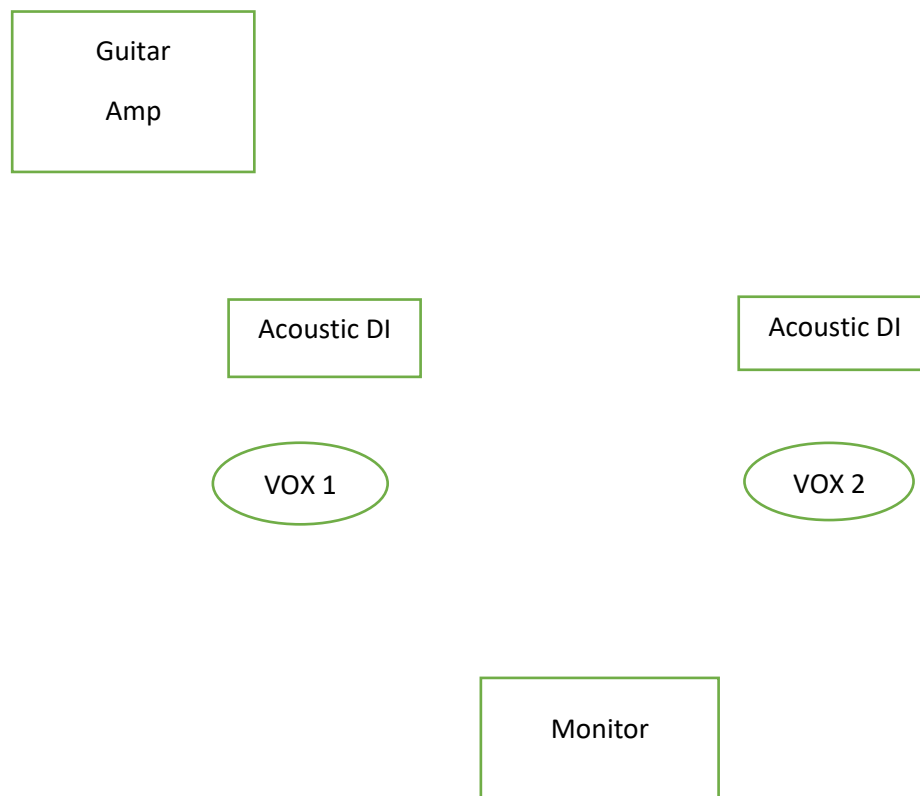 Guitar
Amp
Acoustic DI
Acoustic DI
VOX 1
VOX 2
Monitor